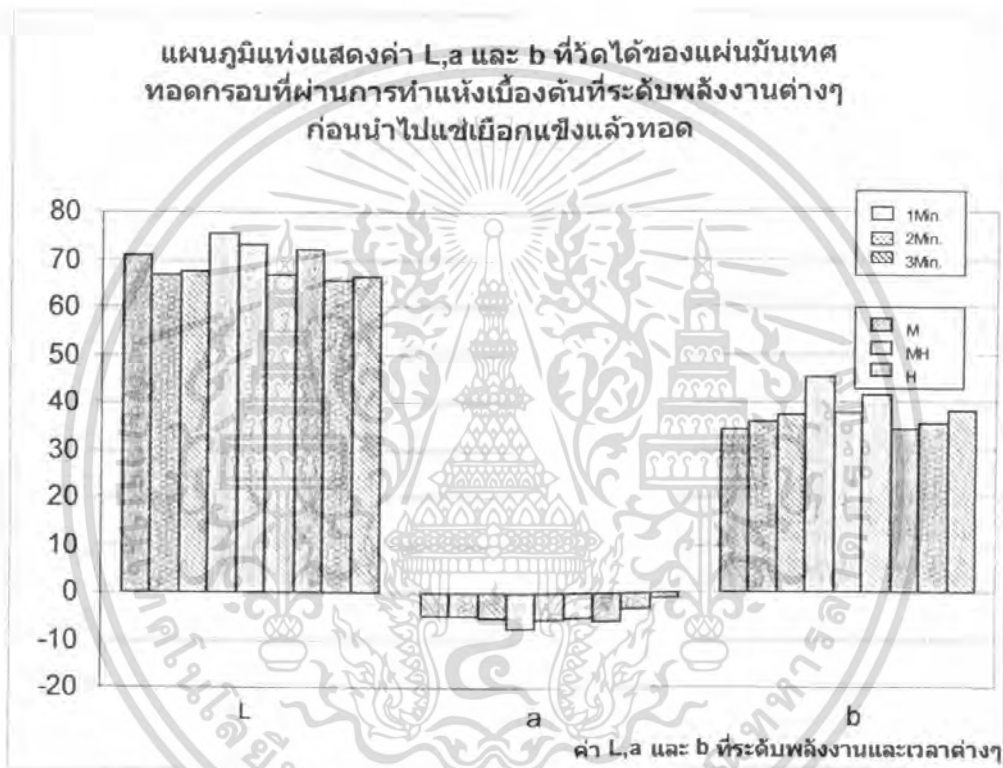 แผนภูมิแท่งแสดงค่า L,a และ b ที่วัดได้ของแผ่นมันเทศ
ทอดกรอบที่ผ่านการทำแห้งเบื้องต้นที่ระดับพลังงานต่างๆ
ก่อนนำไปแช่เยือกแข็งแล้วทอด
80
70
60
50
40
30
20
10
0
-10
-20
1Min.
2Min.
3Min.
M
MH
H
L
a
b
ค่า L,a และ b ที่ระดับพลังงานและเวลาต่างๆ